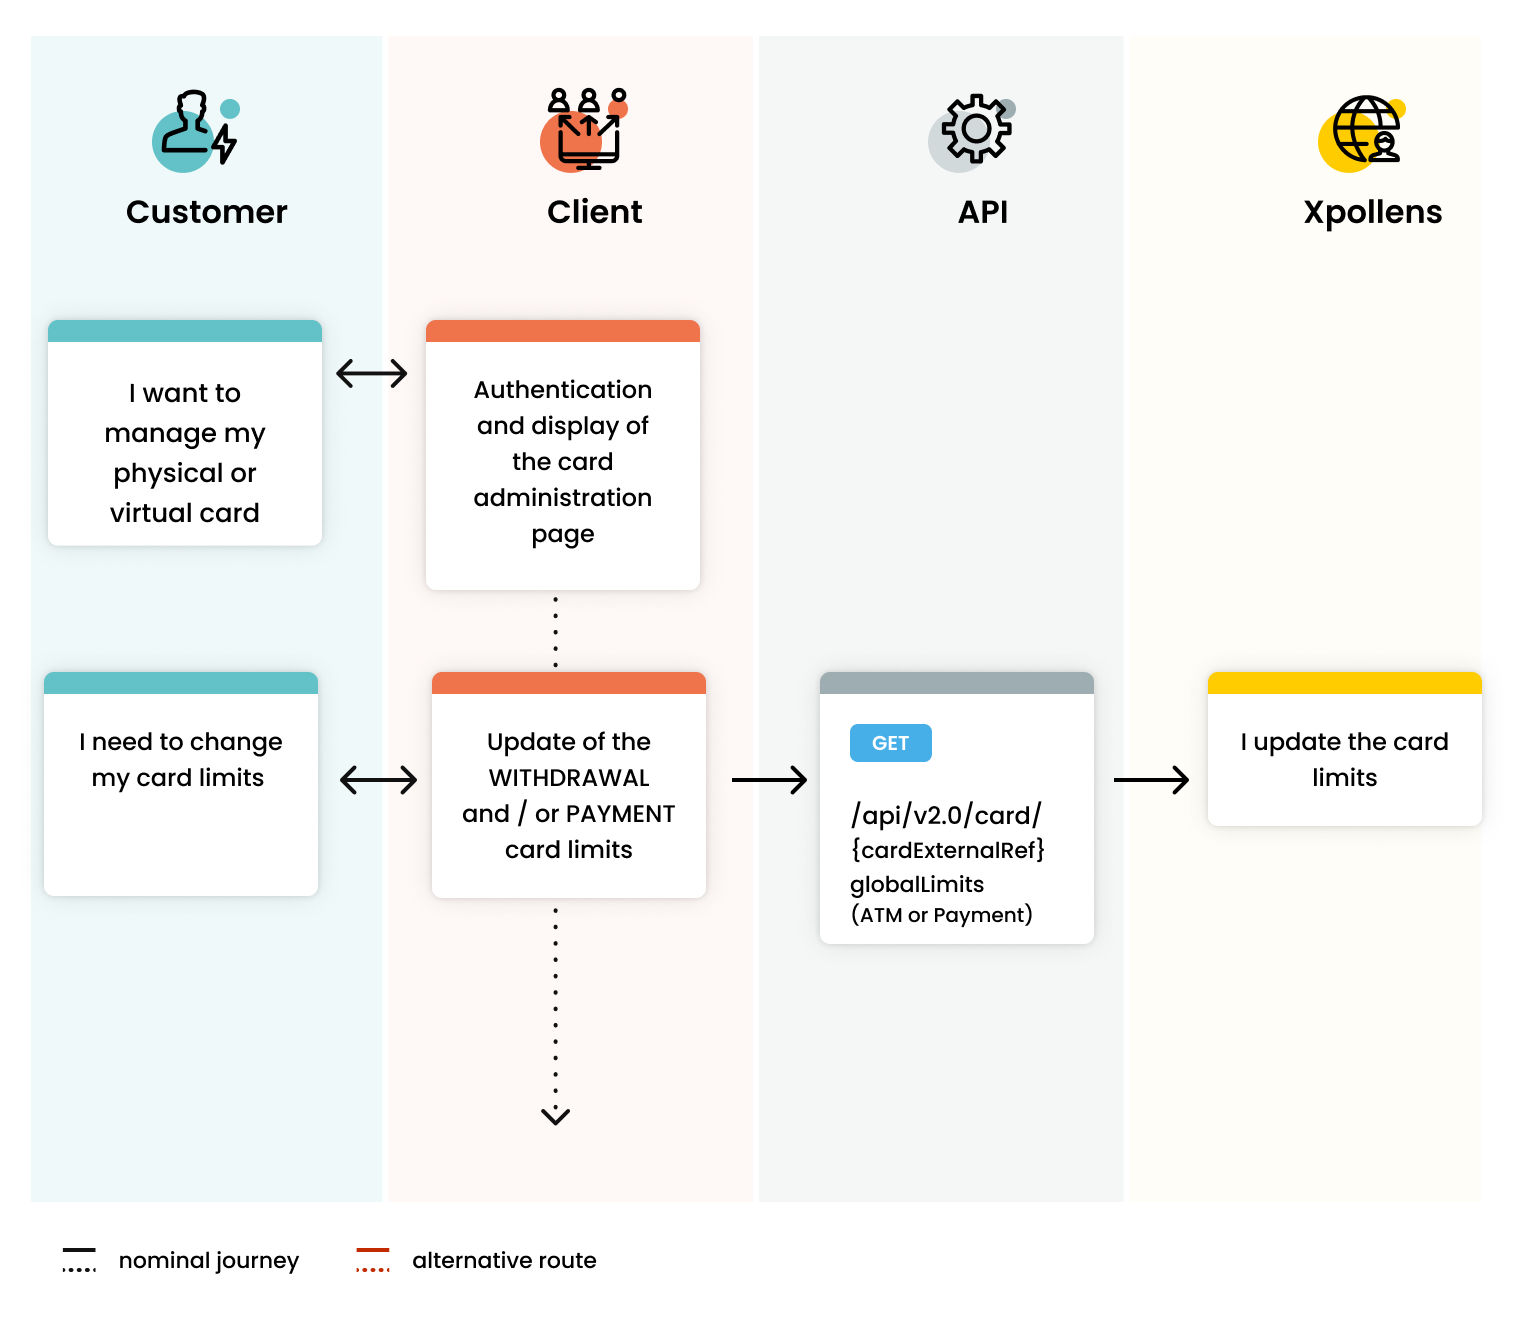 Customer
Client
API
Xpollens
I want to
manage my
physical or
virtual card
Authentication
and display of
the card
administration
page
I need to change
my card limits
Update of the
WITHDRAWAL
and / or PAYMENT
card limits
GET
/api/v2.0/card/
{cardExternalRef}
globalLimits
(ATM or Payment)
I update the card
limits
nominal journey
alternative route